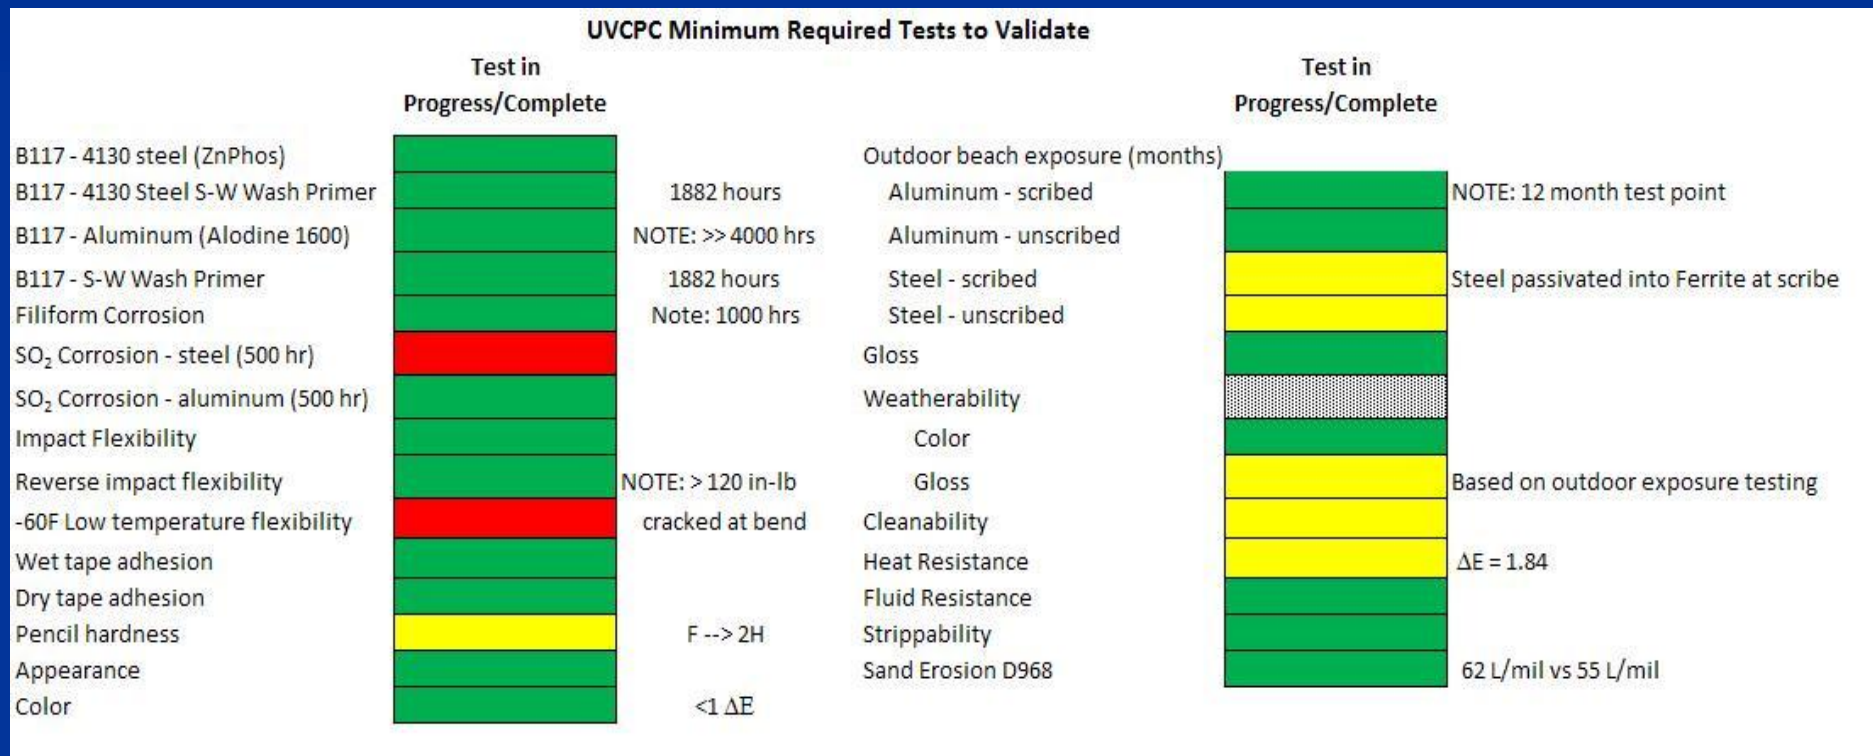 UVCPC Minimum Required Tests to Validate
Test in
Progress/Complete
Test in
Progress/Complete
B117 - 4130 steel (ZnPhos)
Outdoor beach exposure (months)
B117 - 4130 Steel S-W Wash Primer 1882 hours
Aluminum - scribed NOTE: 12 month test point
B117 - Aluminum (Alodine 1600) NOTE: >> 4000 hrs
Aluminum - unscribed
B117 - S-W Wash Primer 1882 hours
Steel - scribed Steel passivated into Ferrite at scribe
Filiform Corrosion Note: 1000 hrs
Steel - unscribed
SO₂ Corrosion - steel (500 hr)
Gloss
SO₂ Corrosion - aluminum (500 hr)
Weatherability
Impact Flexibility
Color
Reverse impact flexibility NOTE: > 120 in-lb
Gloss Based on outdoor exposure testing
-60F Low temperature flexibility cracked at bend
Cleanability
Wet tape adhesion
Heat Resistance ΔE = 1.84
Dry tape adhesion
Fluid Resistance
Pencil hardness F --> 2H
Strippability
Appearance
Sand Erosion D968 62 L/mil vs 55 L/mil
Color <1 ΔE